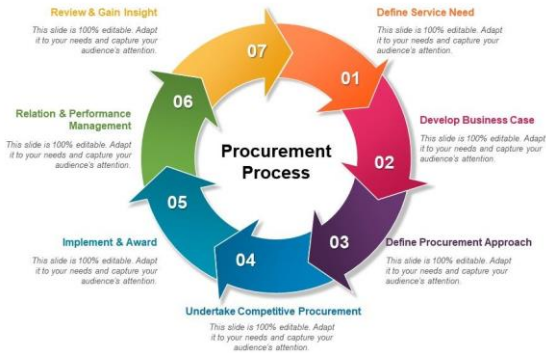 Review & Gain Insight
This slide is 100% editable. Adapt
it to your needs and capture your
audience's attention.
Define Service Need
This slide is 100% editable. Adapt
it to your needs and capture your
audience's attention.
07
01
06
Relation & Performance
Management
This slide is 100% editable. Adapt
it to your needs and capture your
audience's attention.
Procurement
Process
Develop Business Case
This slide is 100% editable. Adapt
it to your needs and capture your
audience's attention.
02
05
03
Implement & Award
This slide is 100% editable. Adapt
it to your needs and capture your
audience's attention.
04
Define Procurement Approach
This slide is 100% editable. Adapt
it to your needs and capture your
audience's attention.
Undertake Competitive Procurement
This slide is 100% editable. Adapt
it to your needs and capture your
audience's attention.